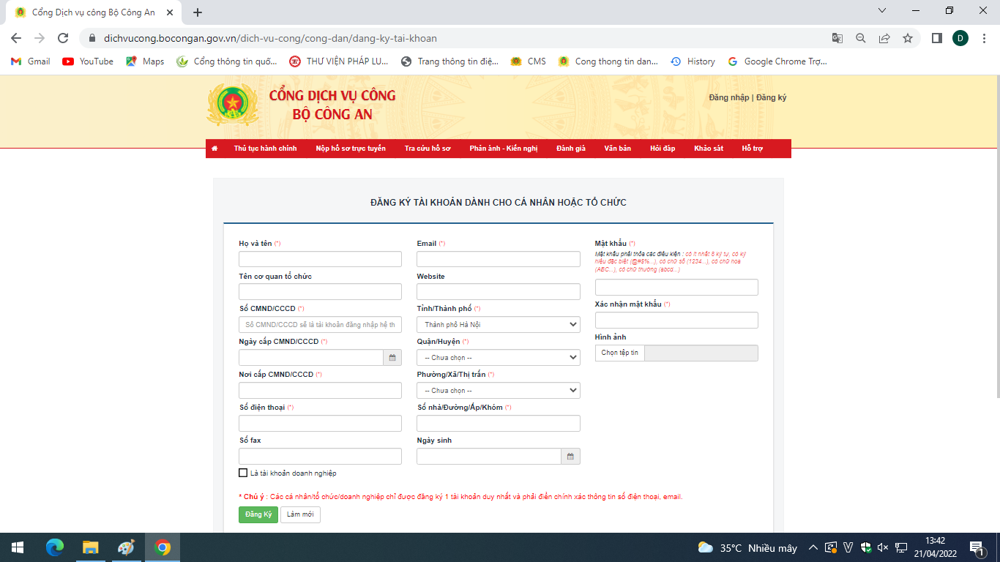 Cổng Dịch vụ công Bộ Công An
dichvucong.bocongan.gov.vn/dich-vu-cong/cong-dan/dang-ky-tai-khoan
D
Gmail
YouTube
Maps
Cổng thông tin quố...
THƯ VIỆN PHÁP LU...
Trang thông tin điệ...
CMS
Cong thong tin dan...
History
Google Chrome Trợ...
CỔNG DỊCH VỤ CÔNG
BỘ CÔNG AN
Đăng nhập | Đăng ký
Thủ tục hành chính
Nộp hồ sơ trực tuyến
Tra cứu hồ sơ
Phản ánh - Kiến nghị
Đánh giá
Văn bản
Hỏi đáp
Khảo sát
Hỗ trợ
ĐĂNG KÝ TÀI KHOẢN DÀNH CHO CÁ NHÂN HOẶC TỔ CHỨC
Họ và tên (*)
Tên cơ quan tổ chức
Số CMND/CCCD (*)
Số CMND/CCCD sẽ là tài khoản đăng nhập hệ th
Ngày cấp CMND/CCCD (*)
Nơi cấp CMND/CCCD (*)
Số điện thoại (*)
Số fax
Là tài khoản doanh nghiệp
Email (*)
Website
Tỉnh/Thành phố (*)
Thành phố Hà Nội
Quận/Huyện (*)
-- Chưa chọn --
Phường/Xã/Thị trấn (*)
-- Chưa chọn --
Số nhà/Đường/Ấp/Khóm (*)
Ngày sinh
Mật khẩu (*)
Mật khẩu phải thỏa các điều kiện : có ít nhất 8 ký tự, có ký
hiệu đặc biệt (@#$%...), có chữ số (1234...), có chữ hoa
(ABC...), có chữ thường (abcd...)
Xác nhận mật khẩu (*)
Hình ảnh
Chọn tệp tin
* Chú ý : Các cá nhân/tổ chức/doanh nghiệp chỉ được đăng ký 1 tài khoản duy nhất và phải điền chính xác thông tin số điện thoại, email.
Đăng Ký
Làm mới
35°C Nhiều mây
13:42
21/04/2022
1